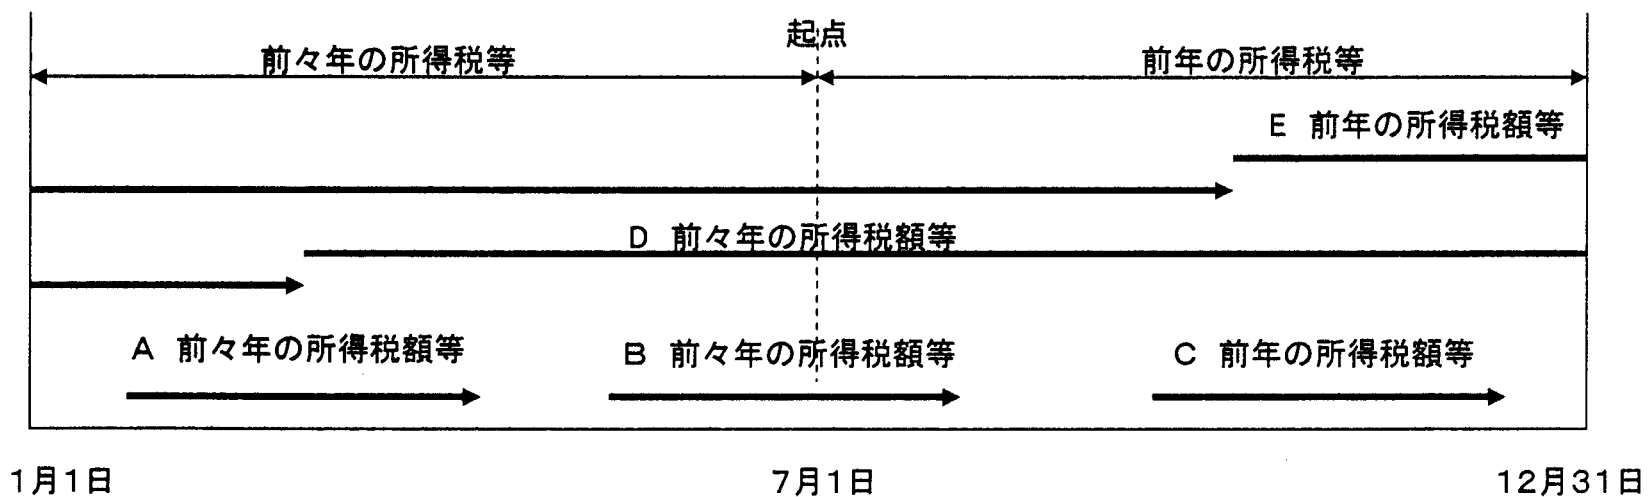 起点
前々年の所得税等
前年の所得税等
E 前年の所得税額等
D 前々年の所得税額等
A 前々年の所得税額等
B 前々年の所得税額等
C 前年の所得税額等
1月1日
7月1日
12月31日